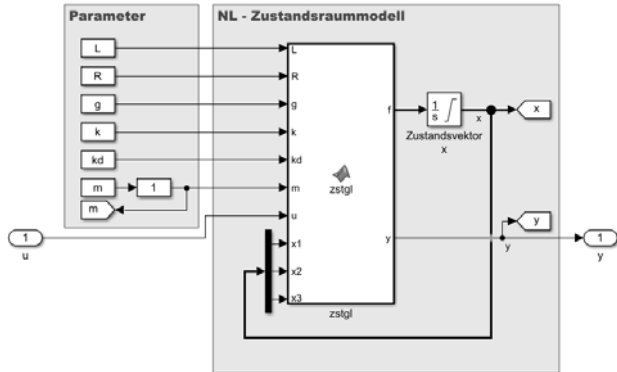 Parameter
NL - Zustandsraummodell
L
R
g
k
kd
m
1
m
1
u
L
R
g
k
kd
m
u
x1
x2
x3
zstgl
f
y
zstgl
1
s
Zustandsvektor
x
x
x
y
y
1
y